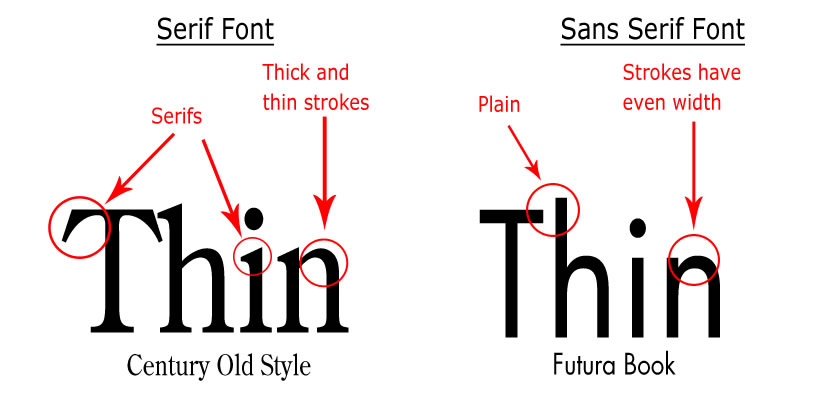 Serif Font
Thick and
thin strokes
Serifs
Thin
Century Old Style
Sans Serif Font
Strokes have
even width
Plain
Thin
Futura Book